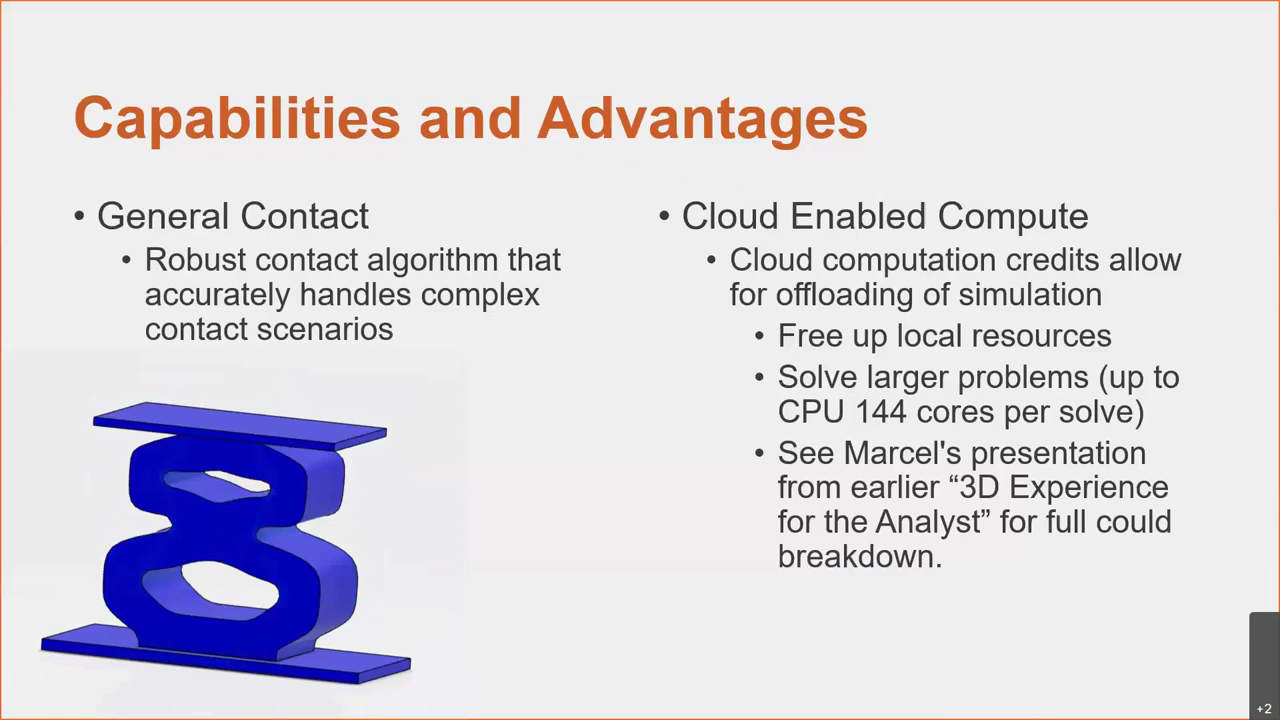 Capabilities and Advantages
• General Contact
• Robust contact algorithm that
accurately handles complex
contact scenarios
• Cloud Enabled Compute
• Cloud computation credits allow
for offloading of simulation
• Free up local resources
• Solve larger problems (up to
CPU 144 cores per solve)
• See Marcel's presentation
from earlier “3D Experience
for the Analyst” for full could
breakdown.
+2